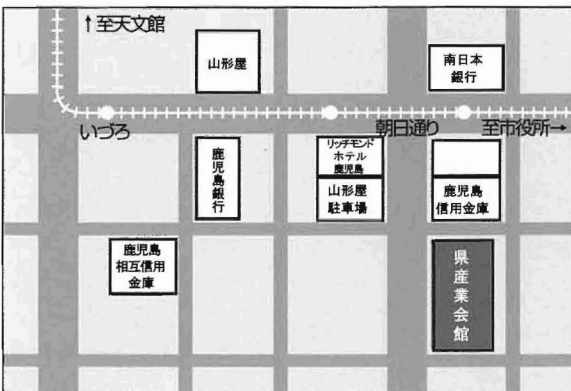 ↑至天文館
山形屋
南日本
銀行
いづろ
朝日通り
至市役所→
鹿児島銀行
リッチモンド
ホテル
鹿児島
山形屋
駐車場
鹿児島
信用金庫
鹿児島
相互信用
金庫
県産業会館